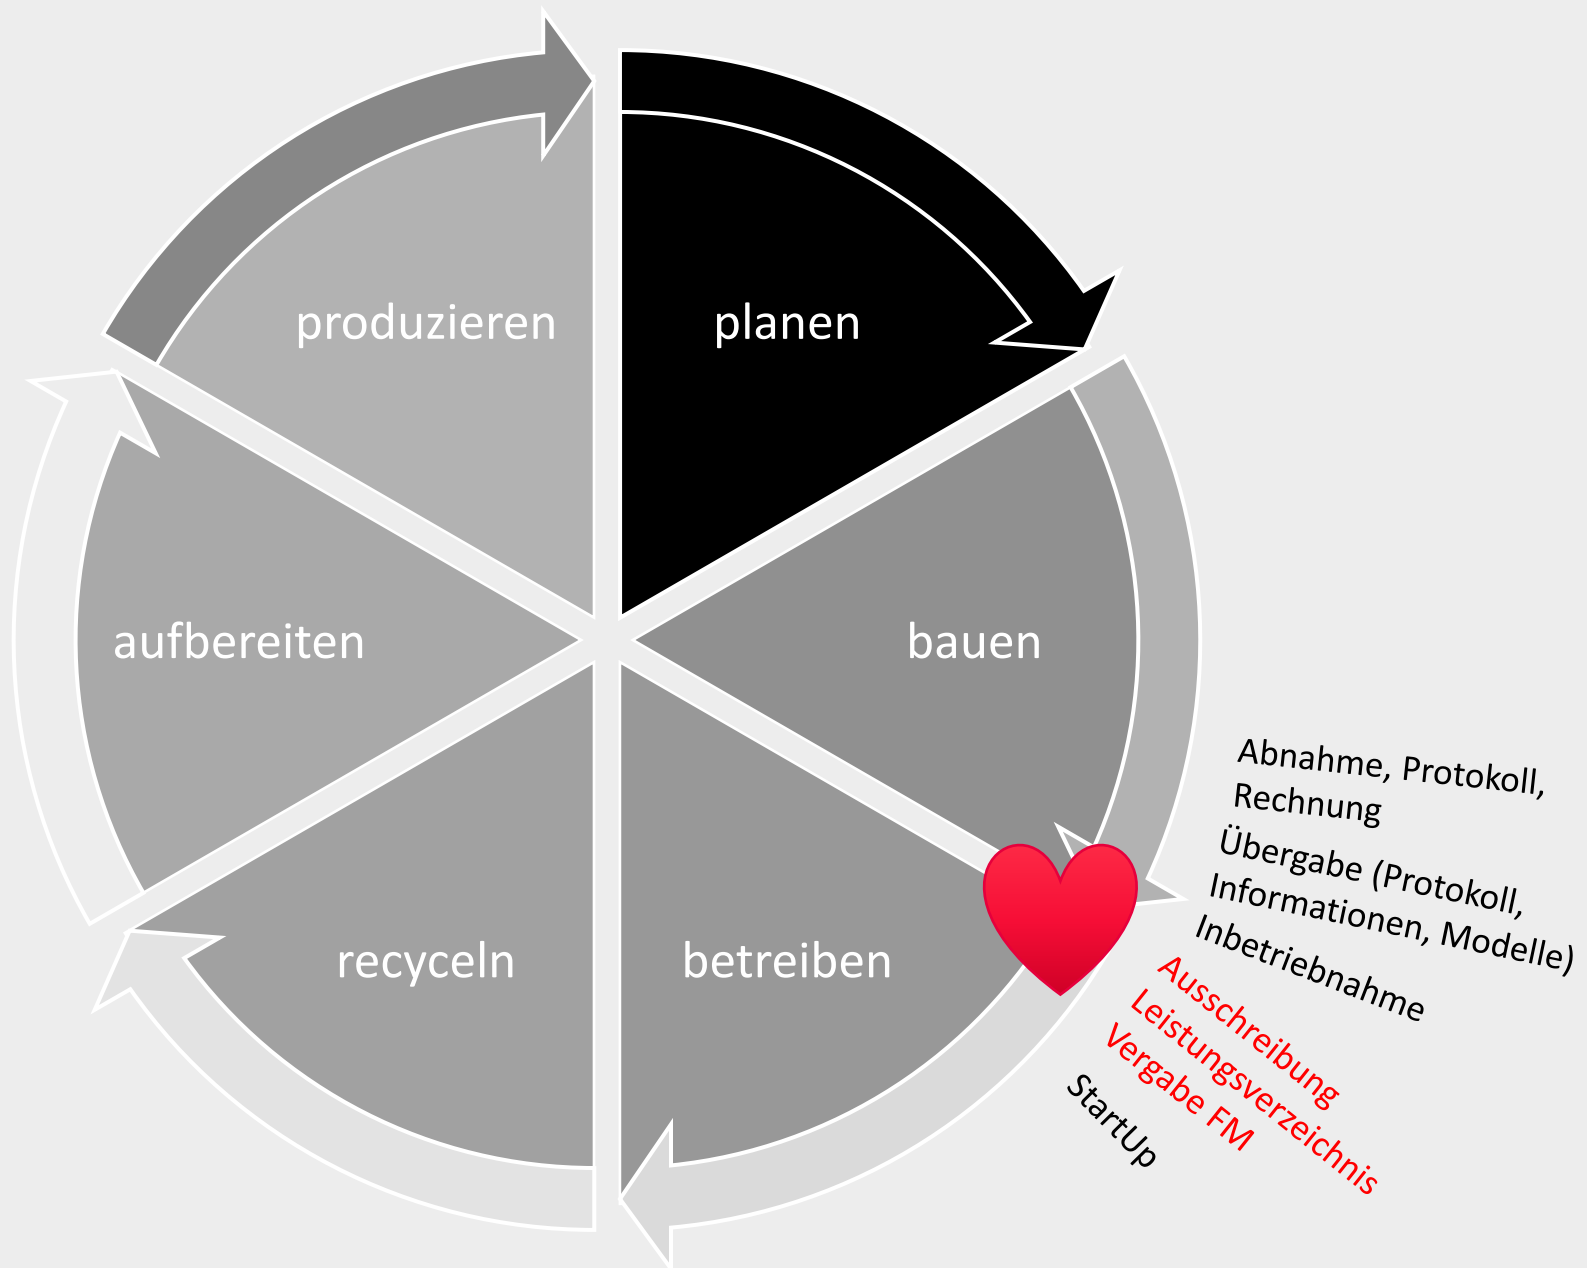 produzieren
planen
aufbereiten
bauen
recyceln
betreiben
Abnahme, Protokoll,
Rechnung
Übergabe (Protokoll,
Informationen, Modelle)
Inbetriebnahme
Ausschreibung
Leistungsverzeichnis
Vergabe FM
StartUp